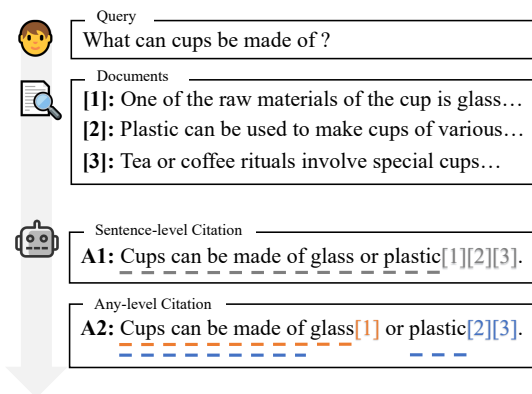 Query
What can cups be made of ?
Documents
[1]: One of the raw materials of the cup is glass…
[2]: Plastic can be used to make cups of various…
[3]: Tea or coffee rituals involve special cups…
Sentence-level Citation
A1: Cups can be made of glass or plastic[1][2][3].
Any-level Citation
A2: Cups can be made of glass[1] or plastic[2][3].